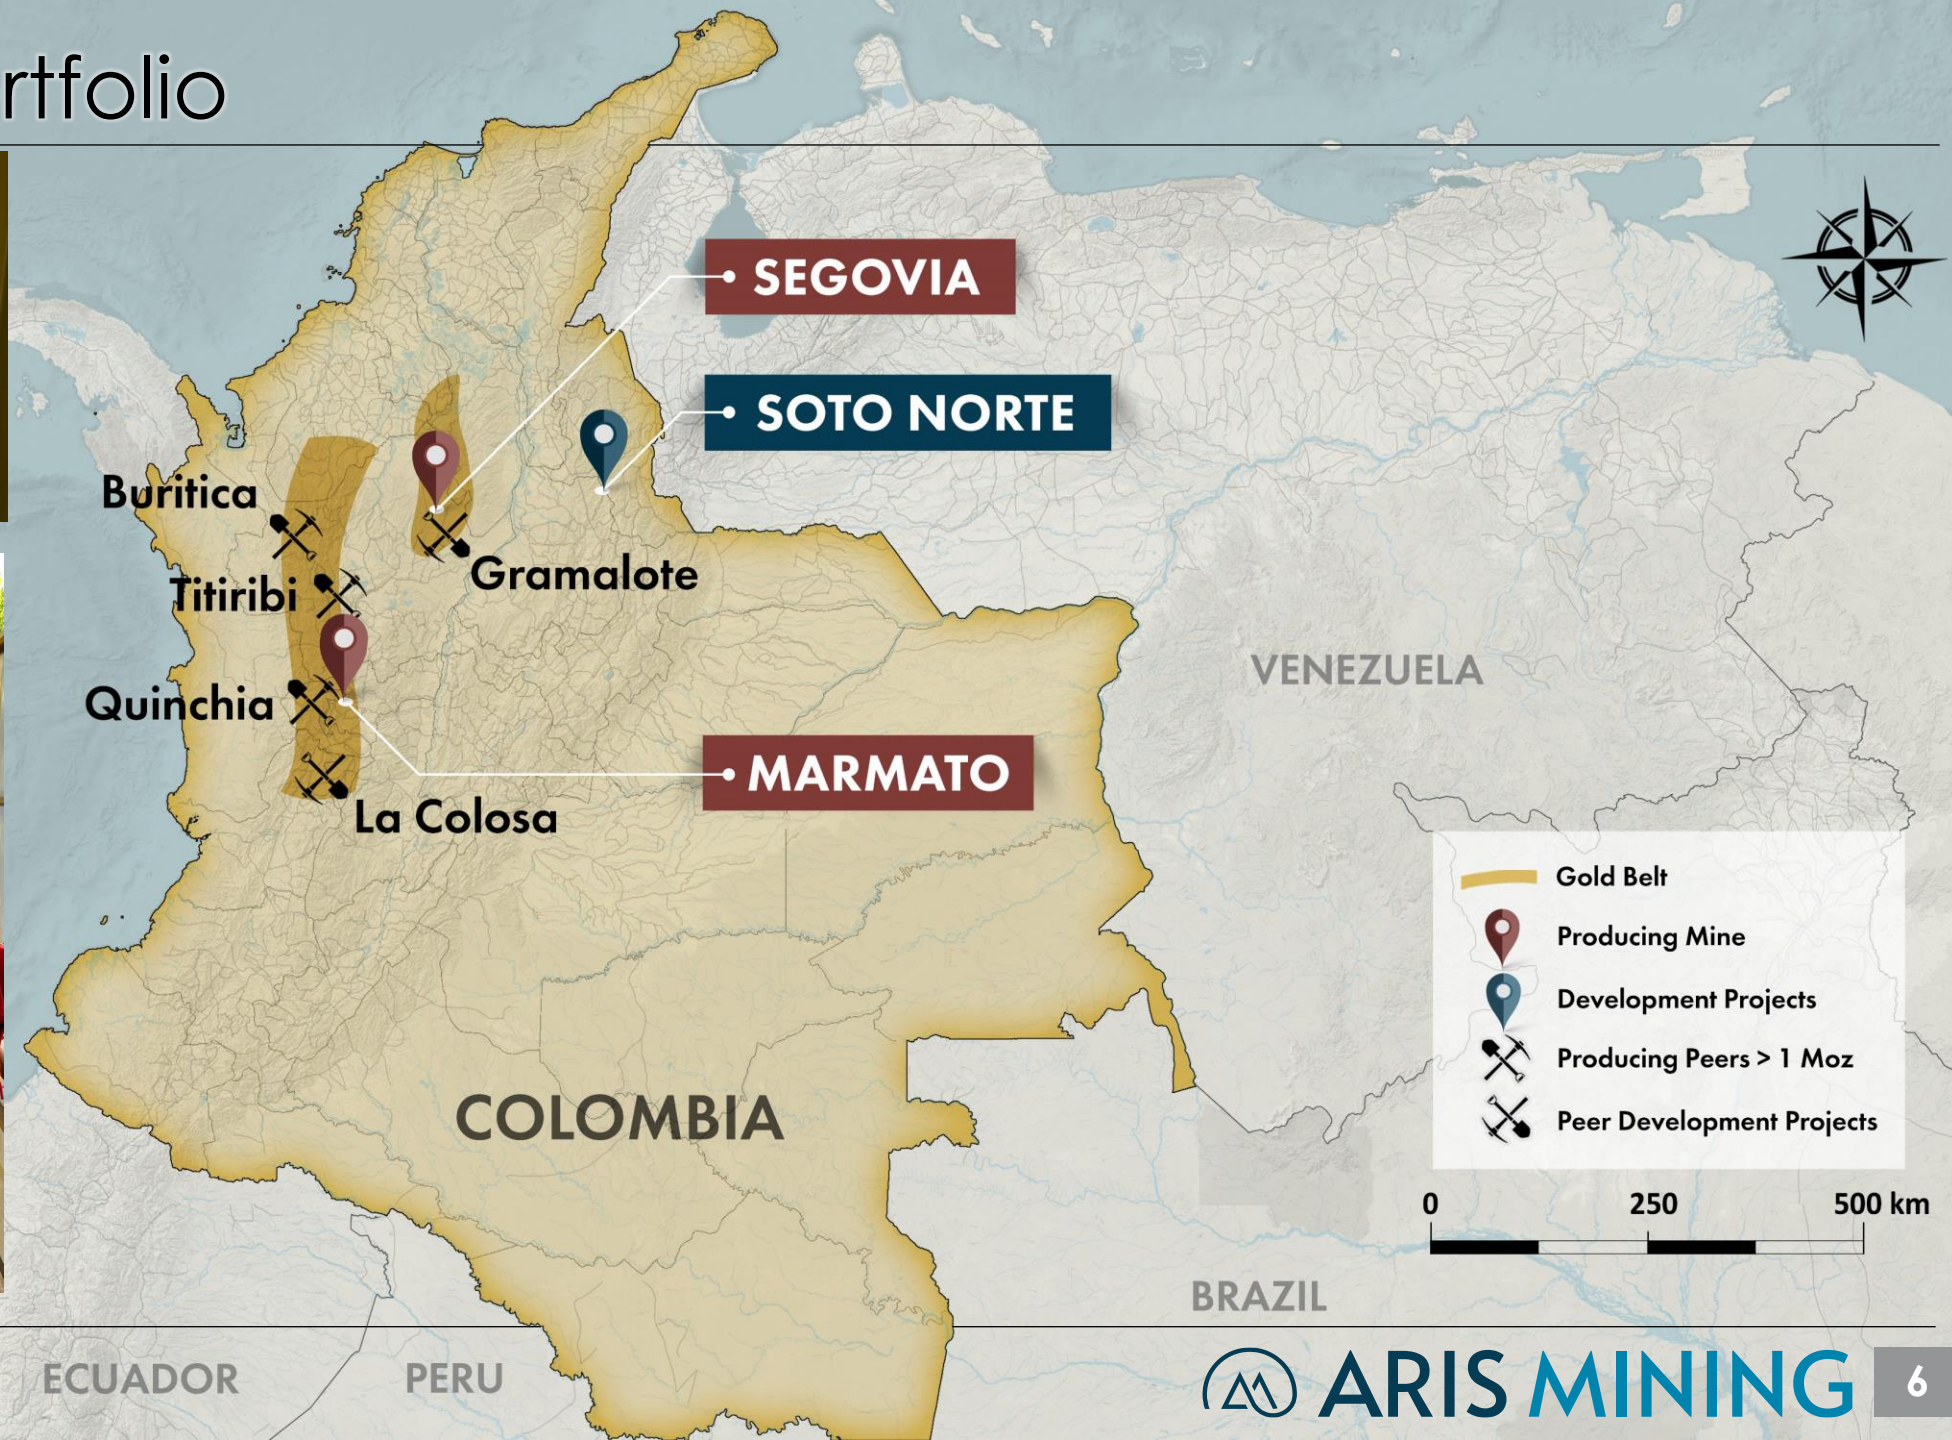 rtfolio
SEGOVIA
SOTO NORTE
Buritica
Gramalote
Titiribi
VENEZUELA
Quinchia
MARMATO
La Colosa
COLOMBIA
Gold Belt
Producing Mine
Development Projects
Producing Peers > 1 Moz
Peer Development Projects
0 250 500 km
BRAZIL
ECUADOR
PERU
ARIS MINING
6